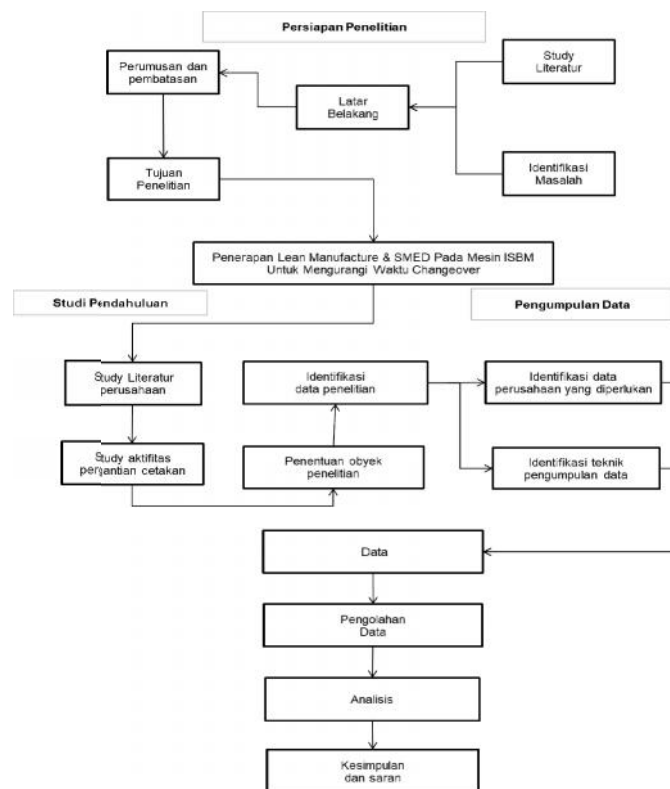 Persiapan Penelitian
Perumusan dan
pembatasan
Study
Literatur
Latar
Belakang
Tujuan
Penelitian
Identifikasi
Masalah
Penerapan Lean Manufacture & SMED Pada Mesin ISBM
Untuk Mengurangi Waktu Changeover
Studi Pendahuluan
Pengumpulan Data
Study Literatur
perusahaan
Identifikasi
data penelitian
Identifikasi data
perusahaan yang diperlukan
Study aktifitas
pergantian cetakan
Penentuan obyek
penelitian
Identifikasi teknik
pengumpulan data
Data
Pengolahan
Data
Analisis
Kesimpulan
dan saran